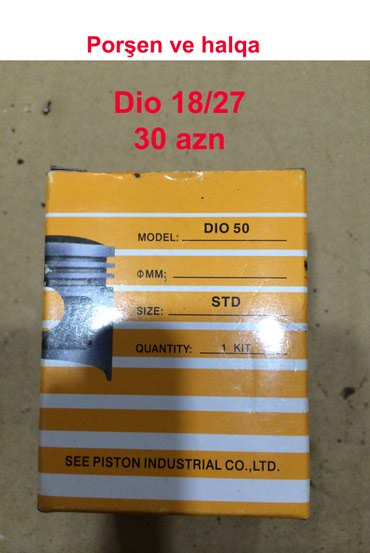 Porşen ve halqa
Dio 18/27
30 azn
MODEL: DIO 50
ΦMM:
SIZE: STD
QUANTITY: 1 KIT
SEE PISTON INDUSTRIAL CO.,LTD.